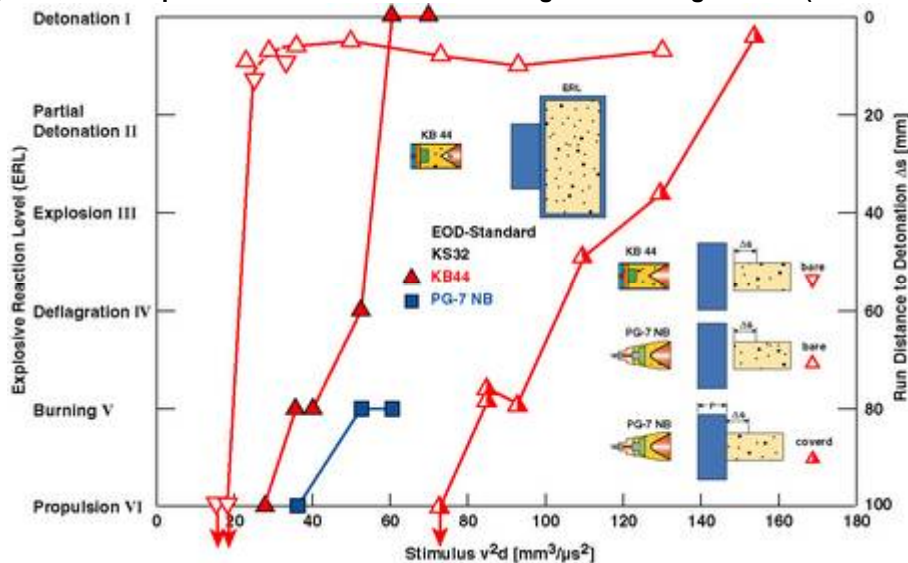 Detonation I
Partial
Detonation II
Explosion III
Deflagration IV
Burning V
Propulsion VI
Explosive Reaction Level (ERL)
0
20
40
60
80
100
120
140
160
180
Stimulus v²d [mm³/µs²]
0
20
40
60
80
100
Run Distance to Detonation Δs [mm]
ERL
KB 44
EOD-Standard
KS32
KB44
PG-7 NB
KB 44
Δs
bare
PG-7 NB
Δs
bare
PG-7 NB
Δs
coverd